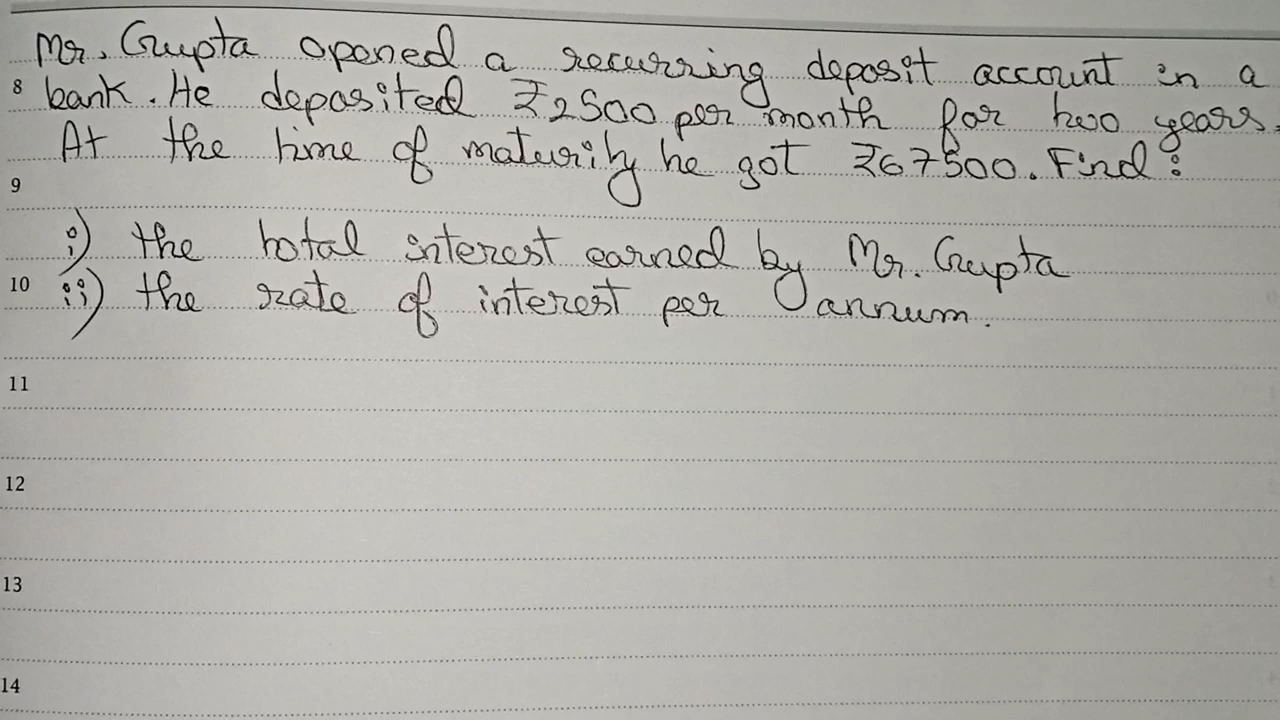 Mr. Gupta opened a recurring deposit account in a
8 bank. He deposited ₹2500 per month for two years.
At the time of maturity he got ₹67500. Find:
9
i) the total interest earned by Mr. Gupta
10 ii) the rate of interest per annum.
11
12
13
14